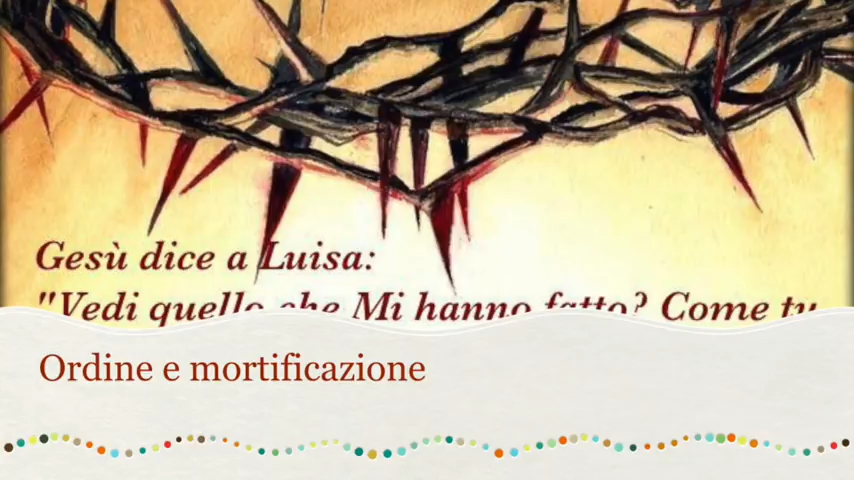 Gesù dice a Luisa:
"Vedi quello che Mi hanno fatto? Come tu
Ordine e mortificazione